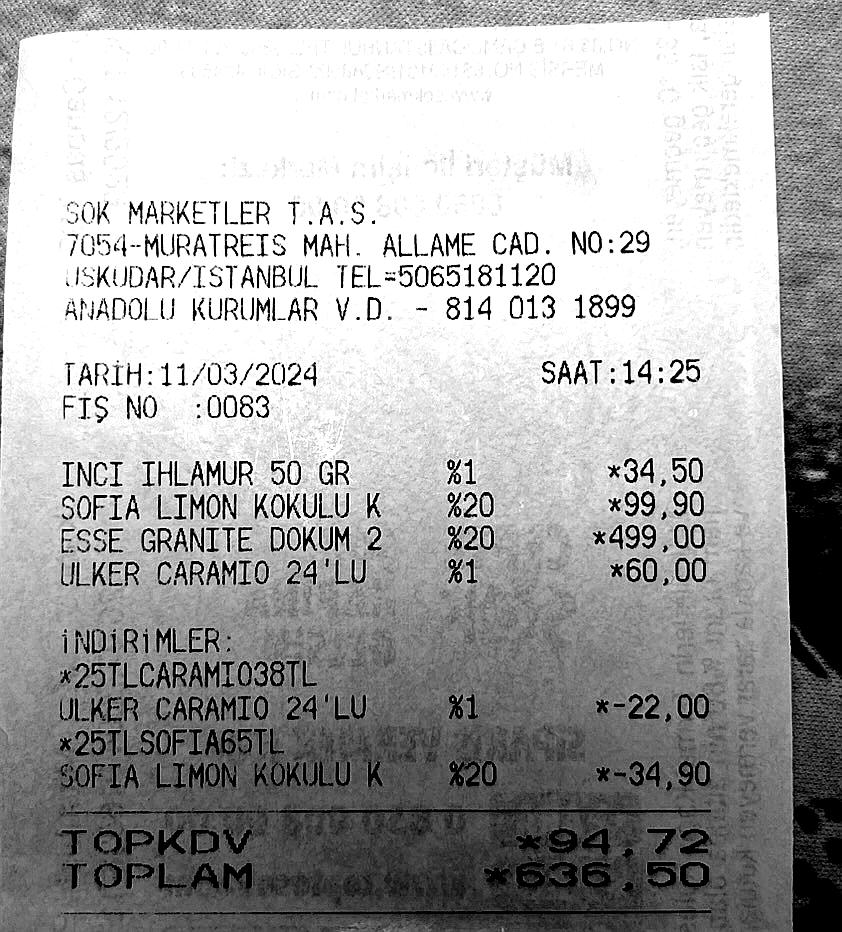 SOK MARKETLER T.A.S.
7054-MURATREIS MAH. ALLAME CAD. NO:29
USKUDAR/ISTANBUL TEL=5065181120
ANADOLU KURUMLAR V.D. - 814 013 1899
TARİH:11/03/2024 SAAT:14:25
FİŞ NO :0083
INCI IHLAMUR 50 GR %1 *34,50
SOFIA LIMON KOKULU K %20 *99,90
ESSE GRANITE DOKUM 2 %20 *499,00
ULKER CARAMIO 24'LU %1 *60,00
İNDİRİMLER:
*25TLCARAMIO38TL
ULKER CARAMIO 24'LU %1 *-22,00
*25TLSOFIA65TL
SOFIA LIMON KOKULU K %20 *-34,90
TOPKDV *94,72
TOPLAM *636,50